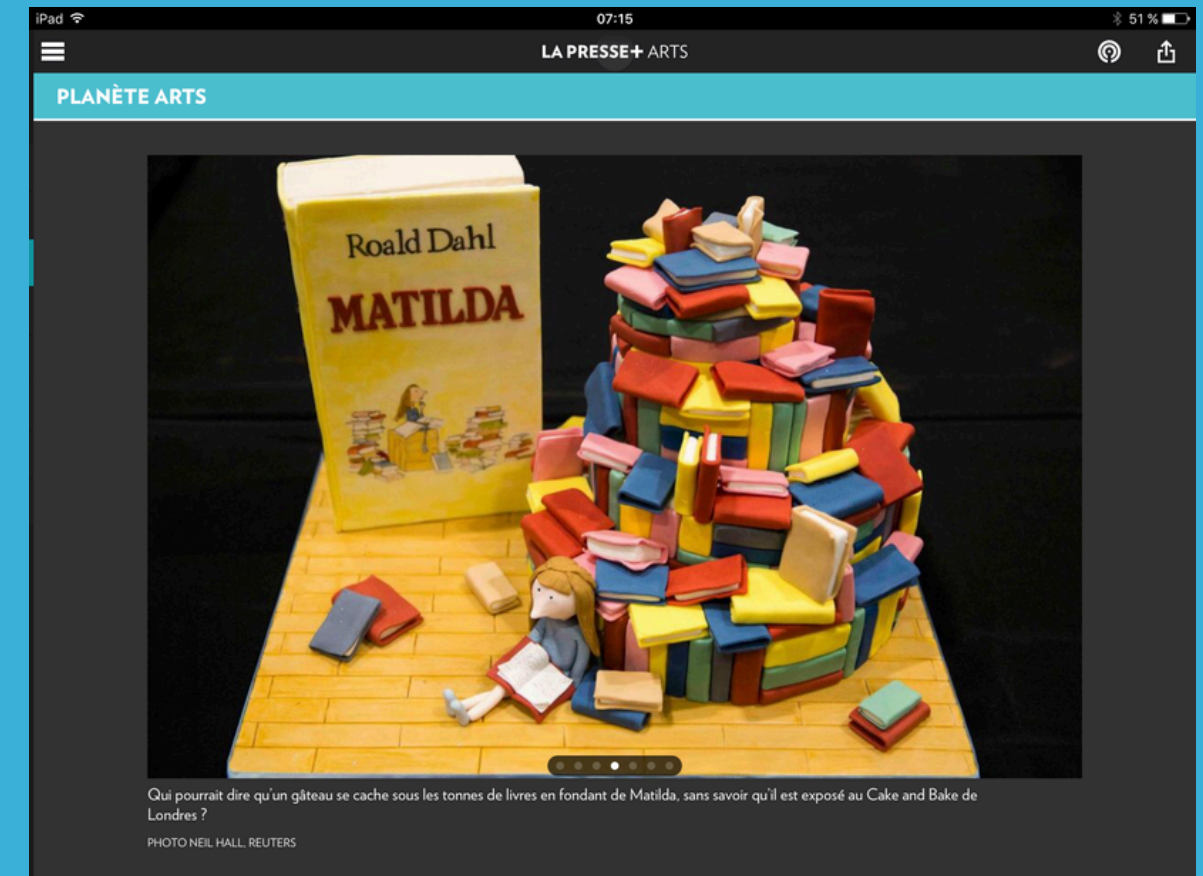 iPad 07:15 51 %
LA PRESSE+ ARTS
PLANÈTE ARTS
Roald Dahl
MATILDA
Qui pourrait dire qu'un gâteau se cache sous les tonnes de livres en fondant de Matilda, sans savoir qu'il est exposé au Cake and Bake de
Londres ?
PHOTO NEIL HALL, REUTERS